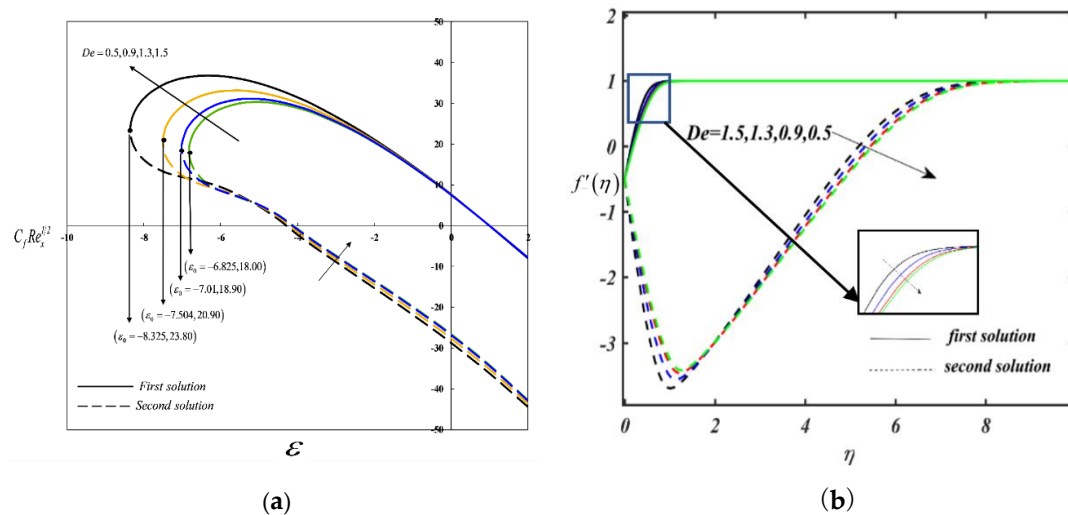 50
40
De = 0.5,0.9,1.3,1.5
30
20
10
C_f Re_x^{1/2}
-10
-8
-6
-4
-2
0
2
0
(ε₀ = −6.825,18.00)
-10
(ε₀ = −7.01,18.90)
-20
(ε₀ = −7.504, 20.90)
(ε₀ = −8.325,23.80)
-30
First solution
-40
Second solution
-50
ε
(a)
2
1
De=1.5,1.3,0.9,0.5
0
f′(η)
-1
-2
first solution
-3
second solution
0
2
4
6
8
η
(b)